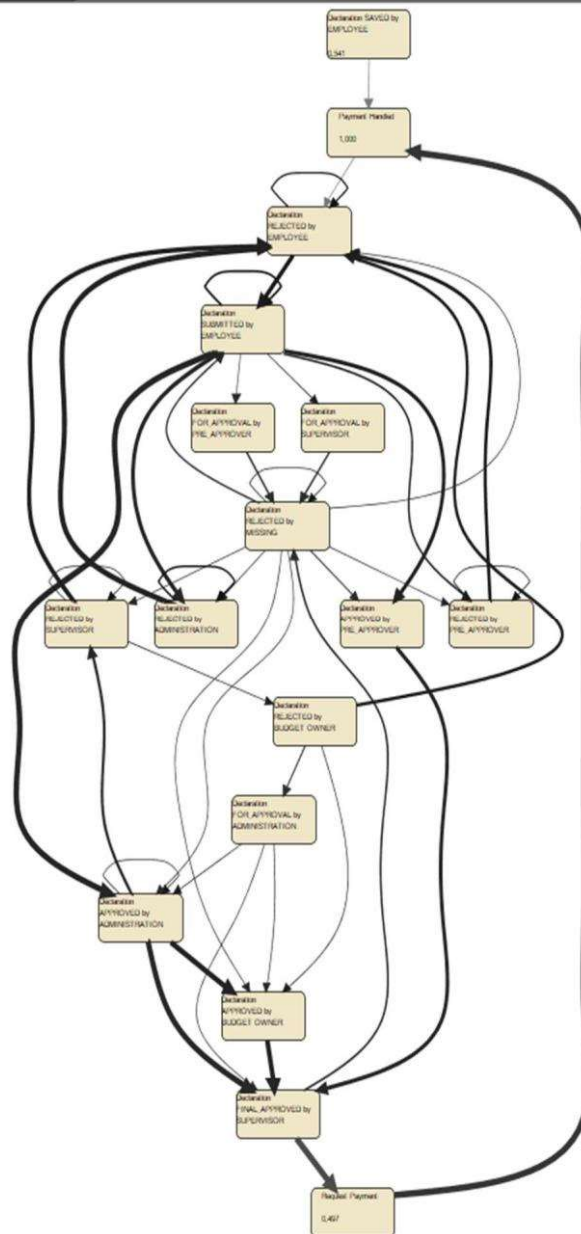 Declaration SAVED by
EMPLOYEE
0,541
Payment Handled
1,000
Declaration
REJECTED by
EMPLOYEE
Declaration
SUBMITTED by
EMPLOYEE
Declaration
FOR_APPROVAL by
PRE_APPROVER
Declaration
FOR_APPROVAL by
SUPERVISOR
Declaration
REJECTED by
MISSING
Declaration
REJECTED by
SUPERVISOR
Declaration
REJECTED by
ADMINISTRATION
Declaration
APPROVED by
PRE_APPROVER
Declaration
REJECTED by
PRE_APPROVER
Declaration
REJECTED by
BUDGET OWNER
Declaration
FOR_APPROVAL by
ADMINISTRATION
Declaration
APPROVED by
ADMINISTRATION
Declaration
APPROVED by
BUDGET OWNER
Declaration
FINAL_APPROVED by
SUPERVISOR
Request Payment
0,497